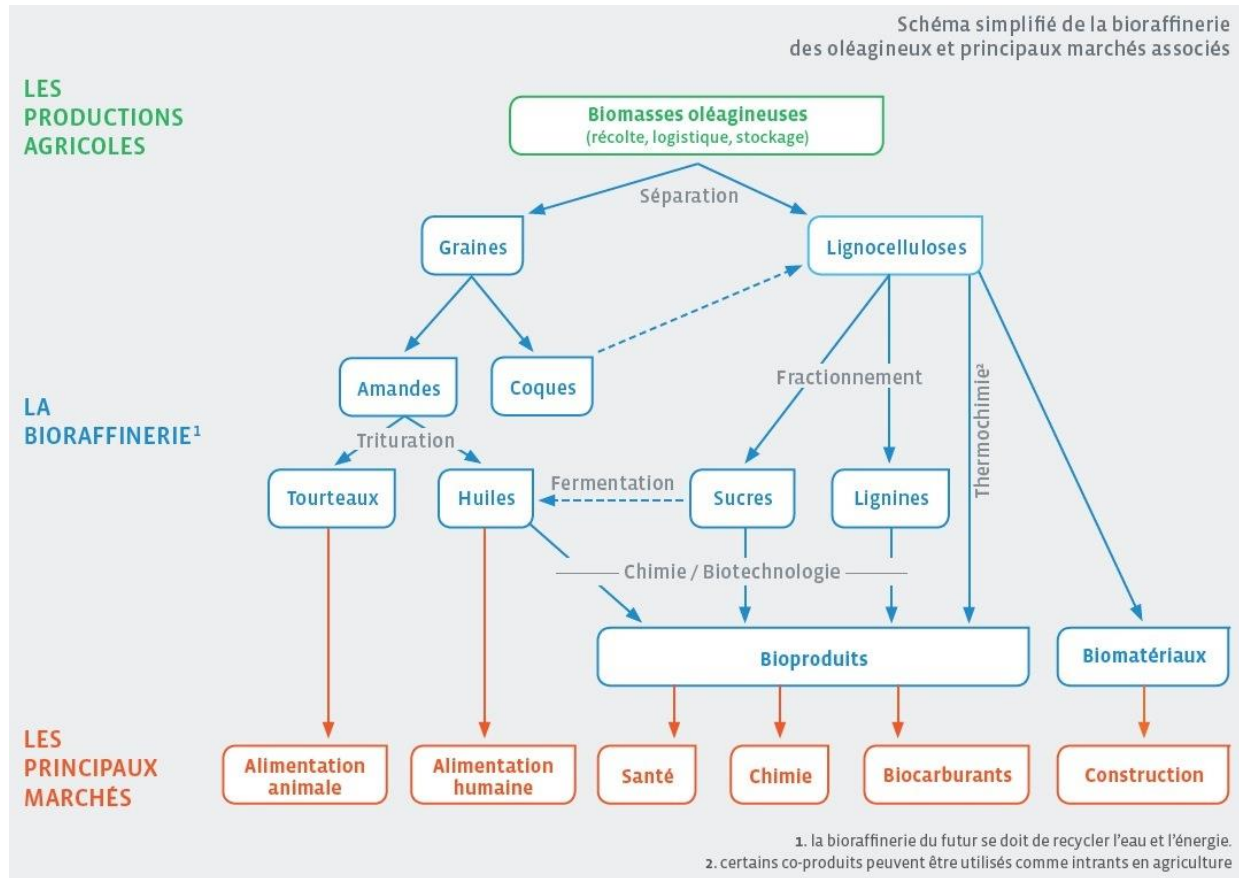 Schéma simplifié de la bioraffinerie
des oléagineux et principaux marchés associés
LES
PRODUCTIONS
AGRICOLES
Biomasses oléagineuses
(récolte, logistique, stockage)
Séparation
Graines
Lignocelluloses
Amandes
Coques
Fractionnement
Thermochimie²
LA
BIORAFFINERIE¹
Trituration
Tourteaux
Huiles
Fermentation
Sucres
Lignines
Chimie / Biotechnologie
Bioproduits
Biomatériaux
LES
PRINCIPAUX
MARCHÉS
Alimentation
animale
Alimentation
humaine
Santé
Chimie
Biocarburants
Construction
1. la bioraffinerie du futur se doit de recycler l'eau et l'énergie.
2. certains co-produits peuvent être utilisés comme intrants en agriculture